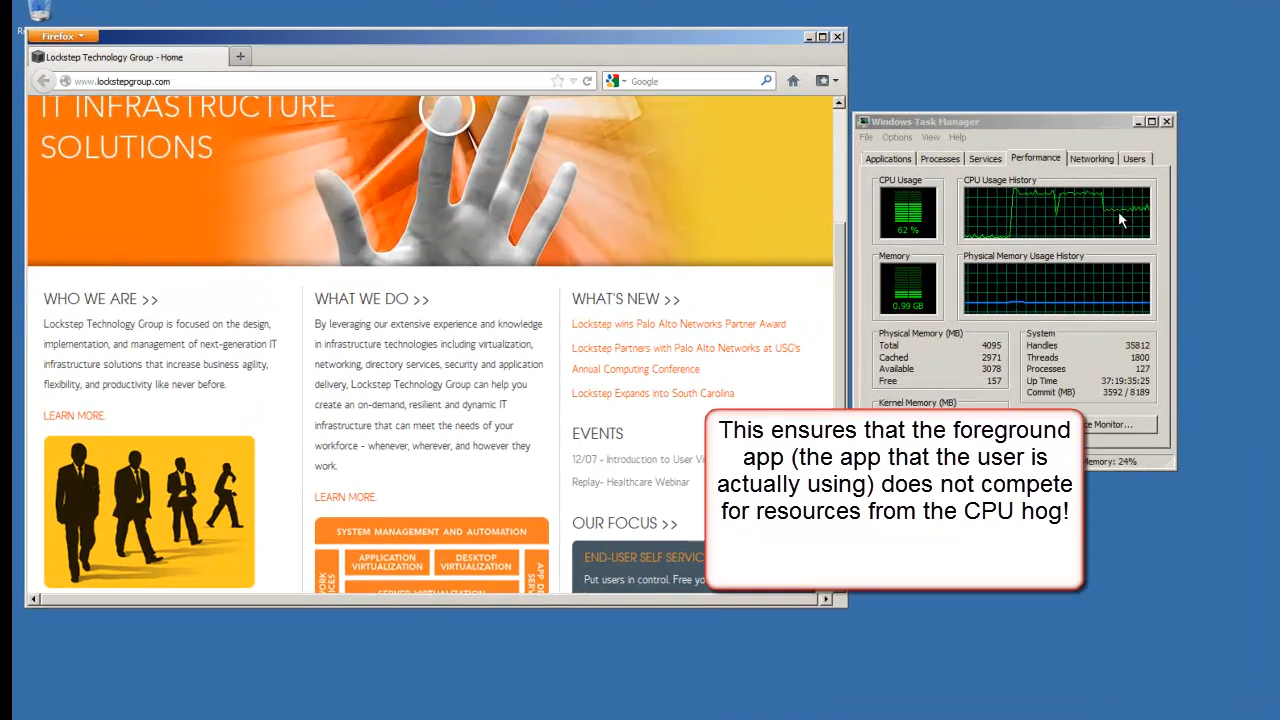 Firefox
Lockstep Technology Group - Home
www.lockstepgroup.com
Google
IT INFRASTRUCTURE
SOLUTIONS
WHO WE ARE >>
Lockstep Technology Group is focused on the design,
implementation, and management of next-generation IT
infrastructure solutions that increase business agility,
flexibility, and productivity like never before.
LEARN MORE.
WHAT WE DO >>
By leveraging our extensive experience and knowledge
in infrastructure technologies including virtualization,
networking, directory services, security and application
delivery, Lockstep Technology Group can help you
create an on-demand, resilient and dynamic IT
infrastructure that can meet the needs of your
workforce - whenever, wherever, and however they
work.
LEARN MORE.
SYSTEM MANAGEMENT AND AUTOMATION
APPLICATION
VIRTUALIZATION
DESKTOP
VIRTUALIZATION
WHAT'S NEW >>
Lockstep wins Palo Alto Networks Partner Award
Lockstep Partners with Palo Alto Networks at USG's
Annual Computing Conference
Lockstep Expands into South Carolina
EVENTS
12/07 - Introduction to User Vi
Replay- Healthcare Webinar
OUR FOCUS >>
END-USER SELF SERVIC
Put users in control. Free yo
Windows Task Manager
File Options View Help
Applications Processes Services Performance Networking Users
CPU Usage
62 %
CPU Usage History
Memory
0.99 GB
Physical Memory Usage History
Physical Memory (MB)
Total 4095
Cached 2971
Available 3078
Free 157
Kernel Memory (MB)
System
Handles 35812
Threads 1800
Processes 127
Up Time 37:19:35:25
Commit (MB) 3592 / 8189
e Monitor...
Memory: 24%
This ensures that the foreground
app (the app that the user is
actually using) does not compete
for resources from the CPU hog!